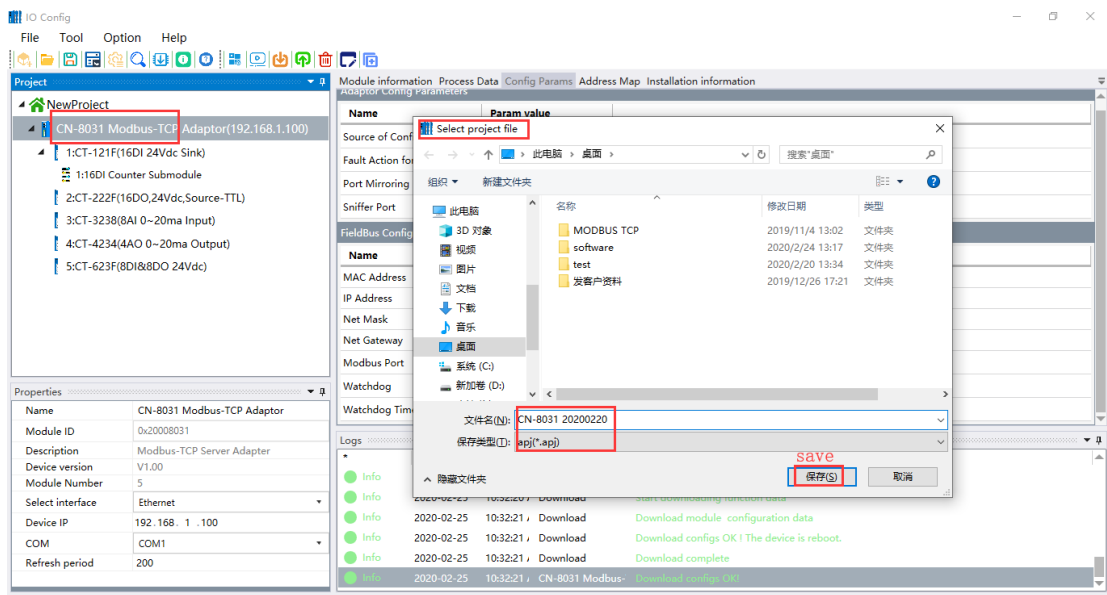 IO Config
File Tool Option Help
Project
Module information Process Data Config Params Address Map Installation information
NewProject
CN-8031 Modbus-TCP Adaptor(192.168.1.100)
1:CT-121F(16DI 24Vdc Sink)
1:16DI Counter Submodule
2:CT-222F(16DO,24Vdc,Source-TTL)
3:CT-3238(8AI 0~20ma Input)
4:CT-4234(4AO 0~20ma Output)
5:CT-623F(8DI&8DO 24Vdc)
Properties
Name CN-8031 Modbus-TCP Adaptor
Module ID 0x20008031
Description Modbus-TCP Server Adapter
Device version V1.00
Module Number 5
Select interface Ethernet
Device IP 192.168. 1 .100
COM COM1
Refresh period 200
Adaptor Config Parameters
Name Param value
Source of Conf
Fault Action fo
Port Mirroring
Sniffer Port
FieldBus Config
Name
MAC Address
IP Address
Net Mask
Net Gateway
Modbus Port
Watchdog
Watchdog Tim
Select project file
此电脑 › 桌面 ›
搜索"桌面"
组织 新建文件夹
此电脑
3D 对象
视频
图片
文档
下载
音乐
桌面
系统 (C:)
新加卷 (D:)
名称 修改日期 类型
MODBUS TCP 2019/11/4 13:02 文件夹
software 2020/2/24 13:17 文件夹
test 2020/2/20 13:34 文件夹
发客户资料 2019/12/26 17:21 文件夹
文件名(N): CN-8031 20200220
保存类型(T): apj(*.apj)
save
隐藏文件夹 保存(S) 取消
Logs
Info
Info 2020-02-25 10:32:20 / Download Start downloading function data
Info 2020-02-25 10:32:21 / Download Download module configuration data
Info 2020-02-25 10:32:21 / Download Download configs OK ! The device is reboot.
Info 2020-02-25 10:32:21 / Download Download complete
Info 2020-02-25 10:32:21 / CN-8031 Modbus- Download configs OK!